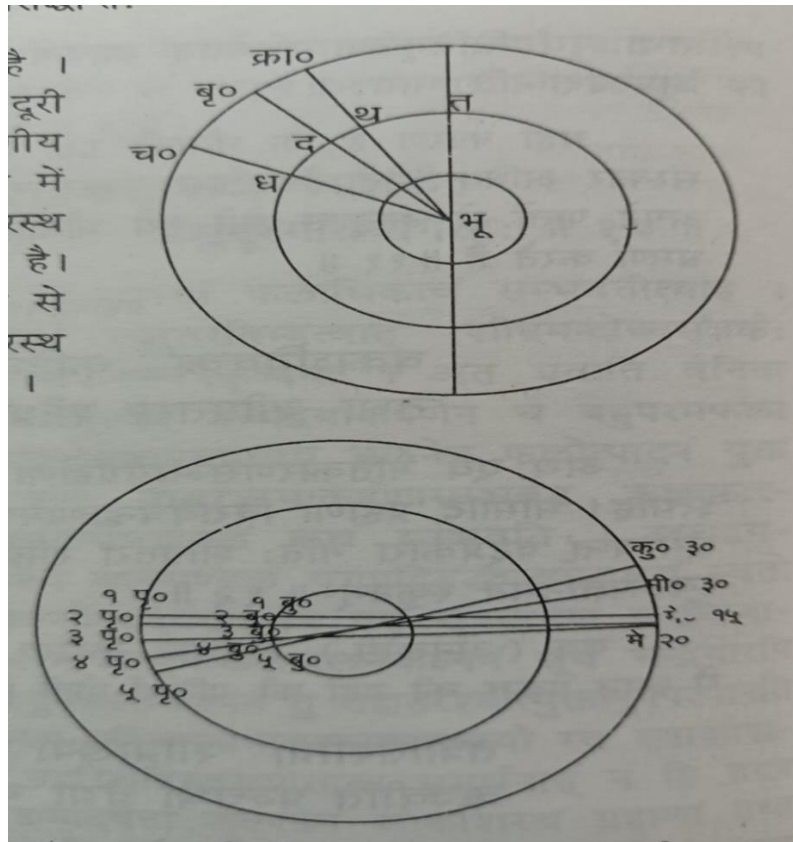 है ।
दूरी
में
है।
से
।
क्रा०
बृ०
च०
थ
त
द
ध
भू
कु० ३०
मी० ३०
१५
मे २०
१ पृ०
२ पृ०
३ पृ०
४ पृ०
५ पृ०
१ बु०
२ बु०
३ बु०
४ बु०
५ बु०